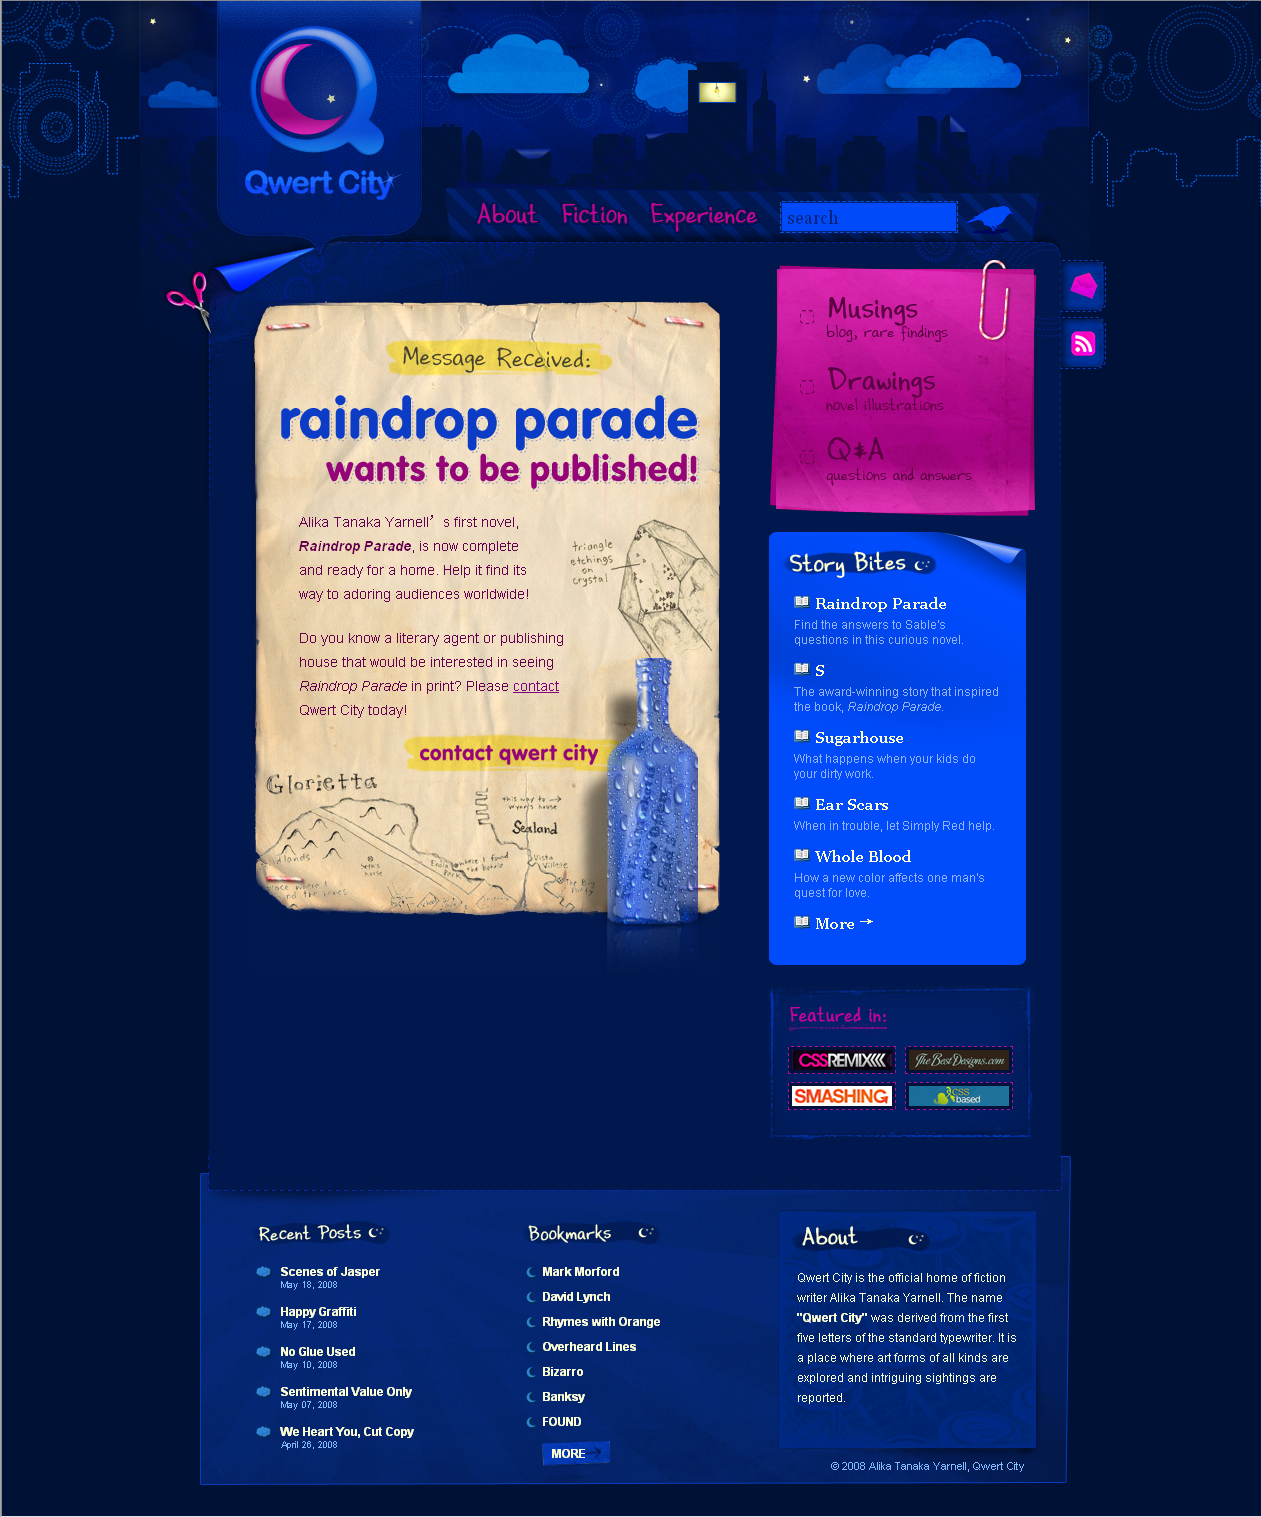 Qwert City
About Fiction Experience search
Musings
blog, rare findings
Drawings
novel illustrations
Q&A
questions and answers
Message Received:
raindrop parade
wants to be published!
Alika Tanaka Yarnell's first novel,
Raindrop Parade, is now complete
and ready for a home. Help it find its
way to adoring audiences worldwide!
triangle
etchings
on
crystal
Do you know a literary agent or publishing
house that would be interested in seeing
Raindrop Parade in print? Please contact
Qwert City today!
contact qwert city
Glorietta
this way to →
wynn's house
Sealand
where I found
the bottle
Vista
Village
The Big
Story Bites
Raindrop Parade
Find the answers to Sable's
questions in this curious novel.
S
The award-winning story that inspired
the book, Raindrop Parade.
Sugarhouse
What happens when your kids do
your dirty work.
Ear Scars
When in trouble, let Simply Red help.
Whole Blood
How a new color affects one man's
quest for love.
More →
Featured in:
CSSREMIX
TheBestDesigns.com
SMASHING
CSS
based
Recent Posts
Scenes of Jasper
May 18, 2008
Happy Graffiti
May 17, 2008
No Glue Used
May 10, 2008
Sentimental Value Only
May 07, 2008
We Heart You, Cut Copy
April 26, 2008
Bookmarks
Mark Morford
David Lynch
Rhymes with Orange
Overheard Lines
Bizarro
Banksy
FOUND
MORE
About
Qwert City is the official home of fiction
writer Alika Tanaka Yarnell. The name
"Qwert City" was derived from the first
five letters of the standard typewriter. It is
a place where art forms of all kinds are
explored and intriguing sightings are
reported.
© 2008 Alika Tanaka Yarnell, Qwert City